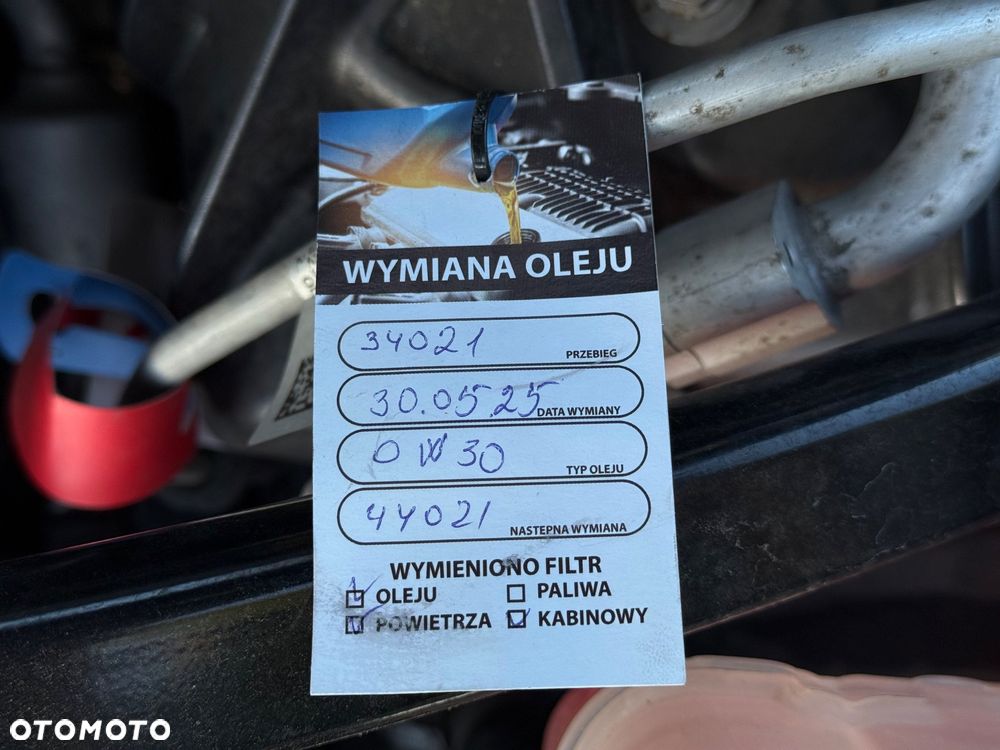 WYMIANA OLEJU
34021
PRZEBIEG
30.05.25
DATA WYMIANY
0W30
TYP OLEJU
44021
NASTEPNA WYMIANA
WYMIENIONO FILTR
OLEJU PALIWA
POWIETRZA KABINOWY
OTOMOTO